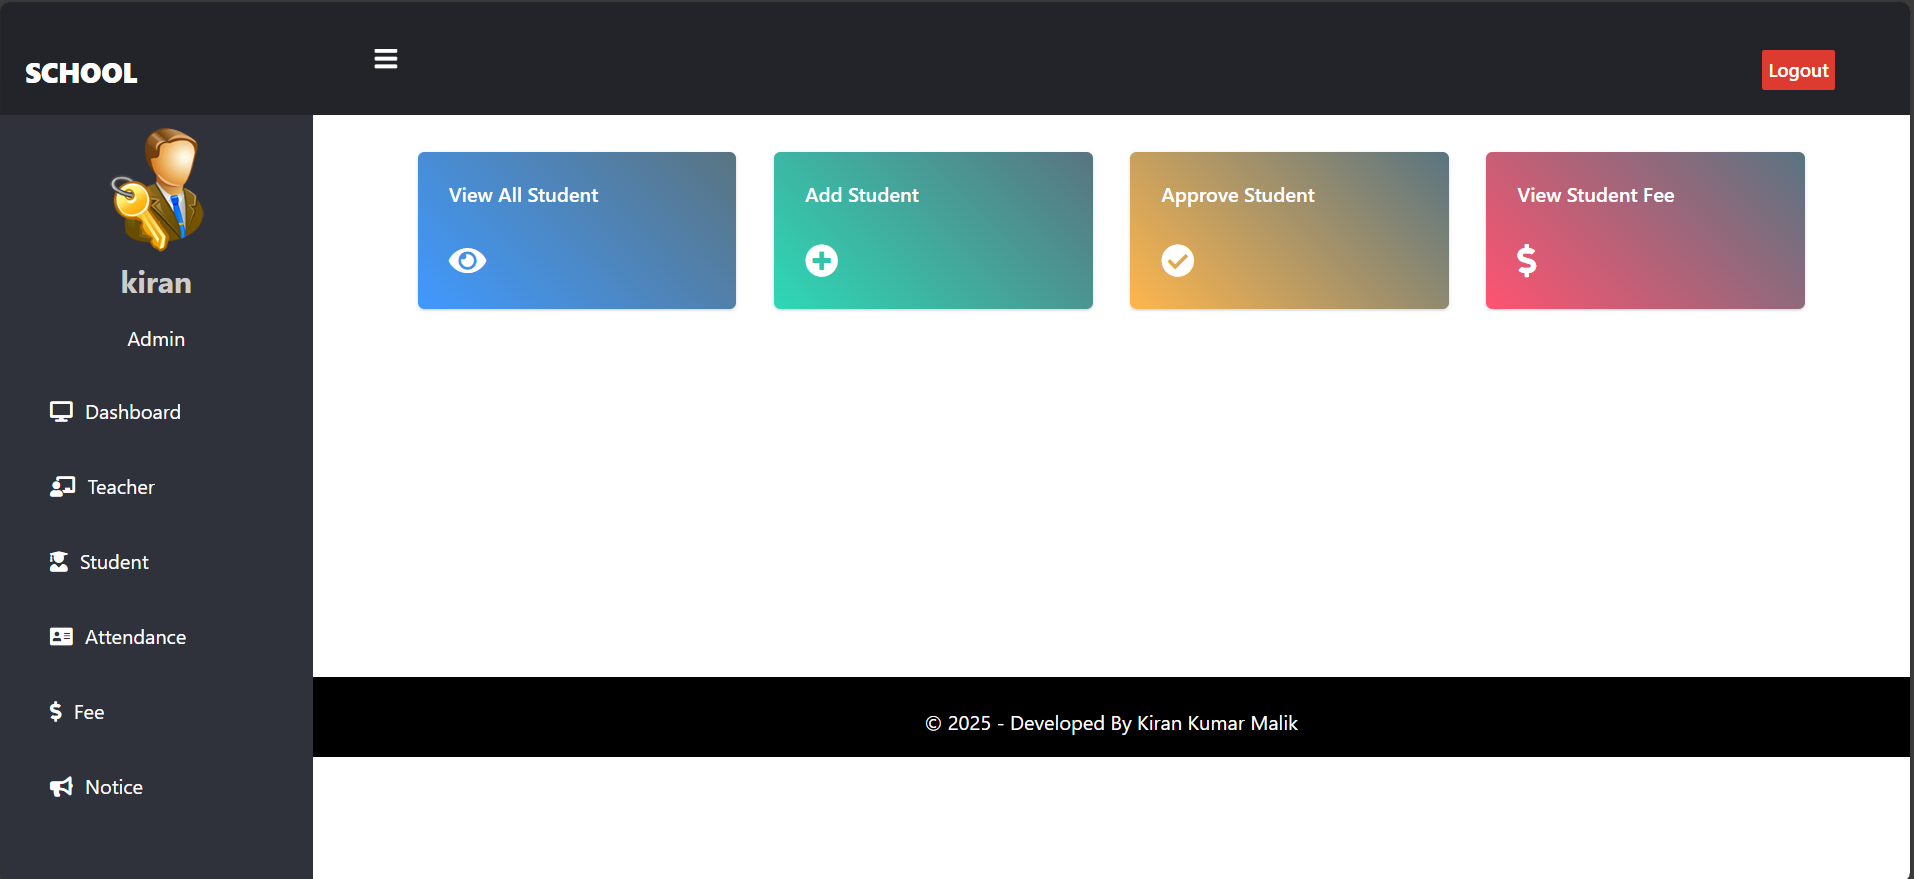 SCHOOL
Logout
kiran
Admin
Dashboard
Teacher
Student
Attendance
Fee
Notice
View All Student
Add Student
Approve Student
View Student Fee
© 2025 - Developed By Kiran Kumar Malik